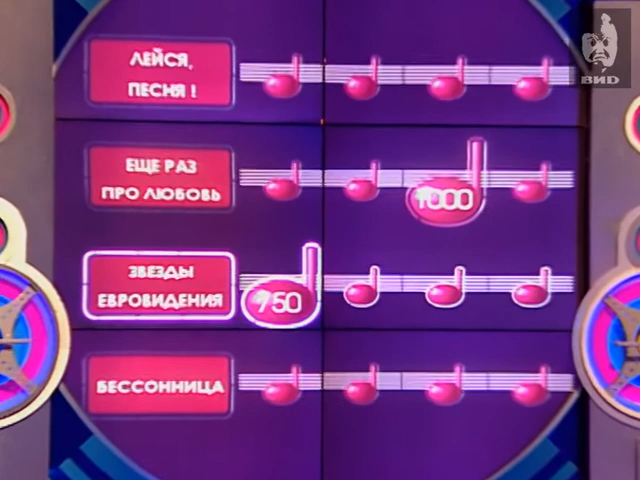 ЛЕЙСЯ,
ПЕСНЯ !
ВИD
ЕЩЕ РАЗ
ПРО ЛЮБОВЬ
1000
ЗВЕЗДЫ
ЕВРОВИДЕНИЯ
750
БЕССОННИЦА